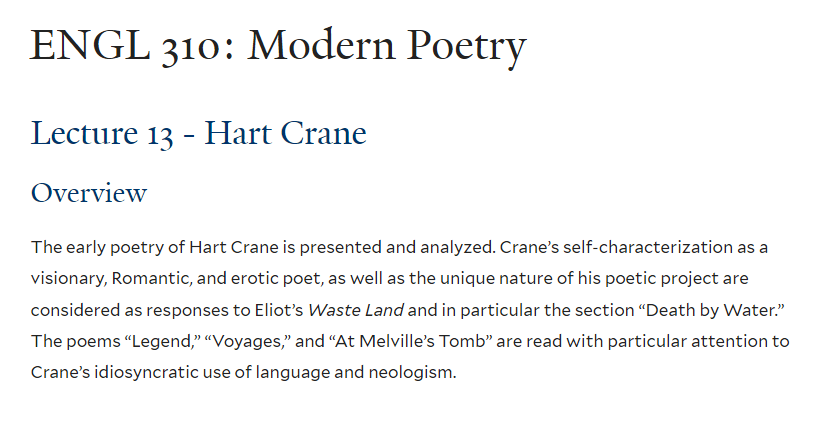 ENGL 310: Modern Poetry
Lecture 13 - Hart Crane
Overview
The early poetry of Hart Crane is presented and analyzed. Crane’s self-characterization as a
visionary, Romantic, and erotic poet, as well as the unique nature of his poetic project are
considered as responses to Eliot’s Waste Land and in particular the section “Death by Water.”
The poems “Legend,” “Voyages,” and “At Melville’s Tomb” are read with particular attention to
Crane’s idiosyncratic use of language and neologism.